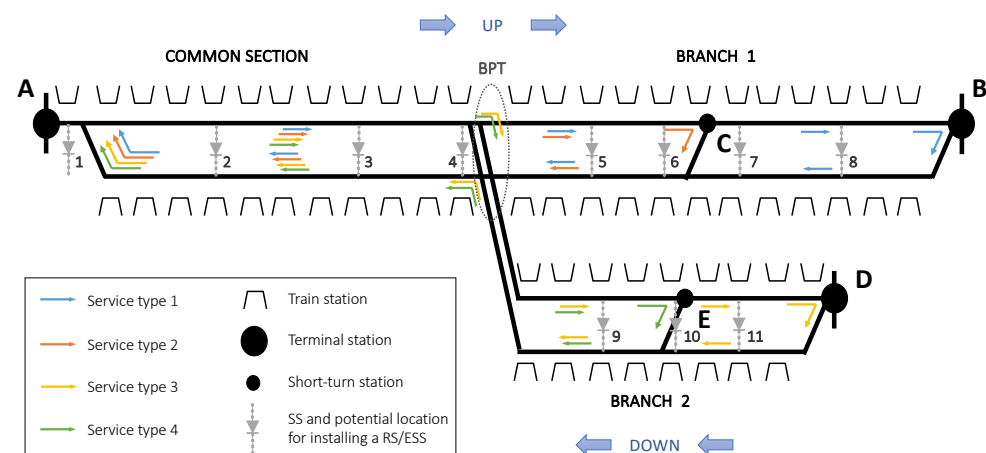 UP
COMMON SECTION
BRANCH 1
BPT
A
B
C
1
2
3
4
5
6
7
8
D
E
9
10
11
BRANCH 2
DOWN
Service type 1
Train station
Service type 2
Terminal station
Service type 3
Short-turn station
Service type 4
SS and potential location
for installing a RS/ESS